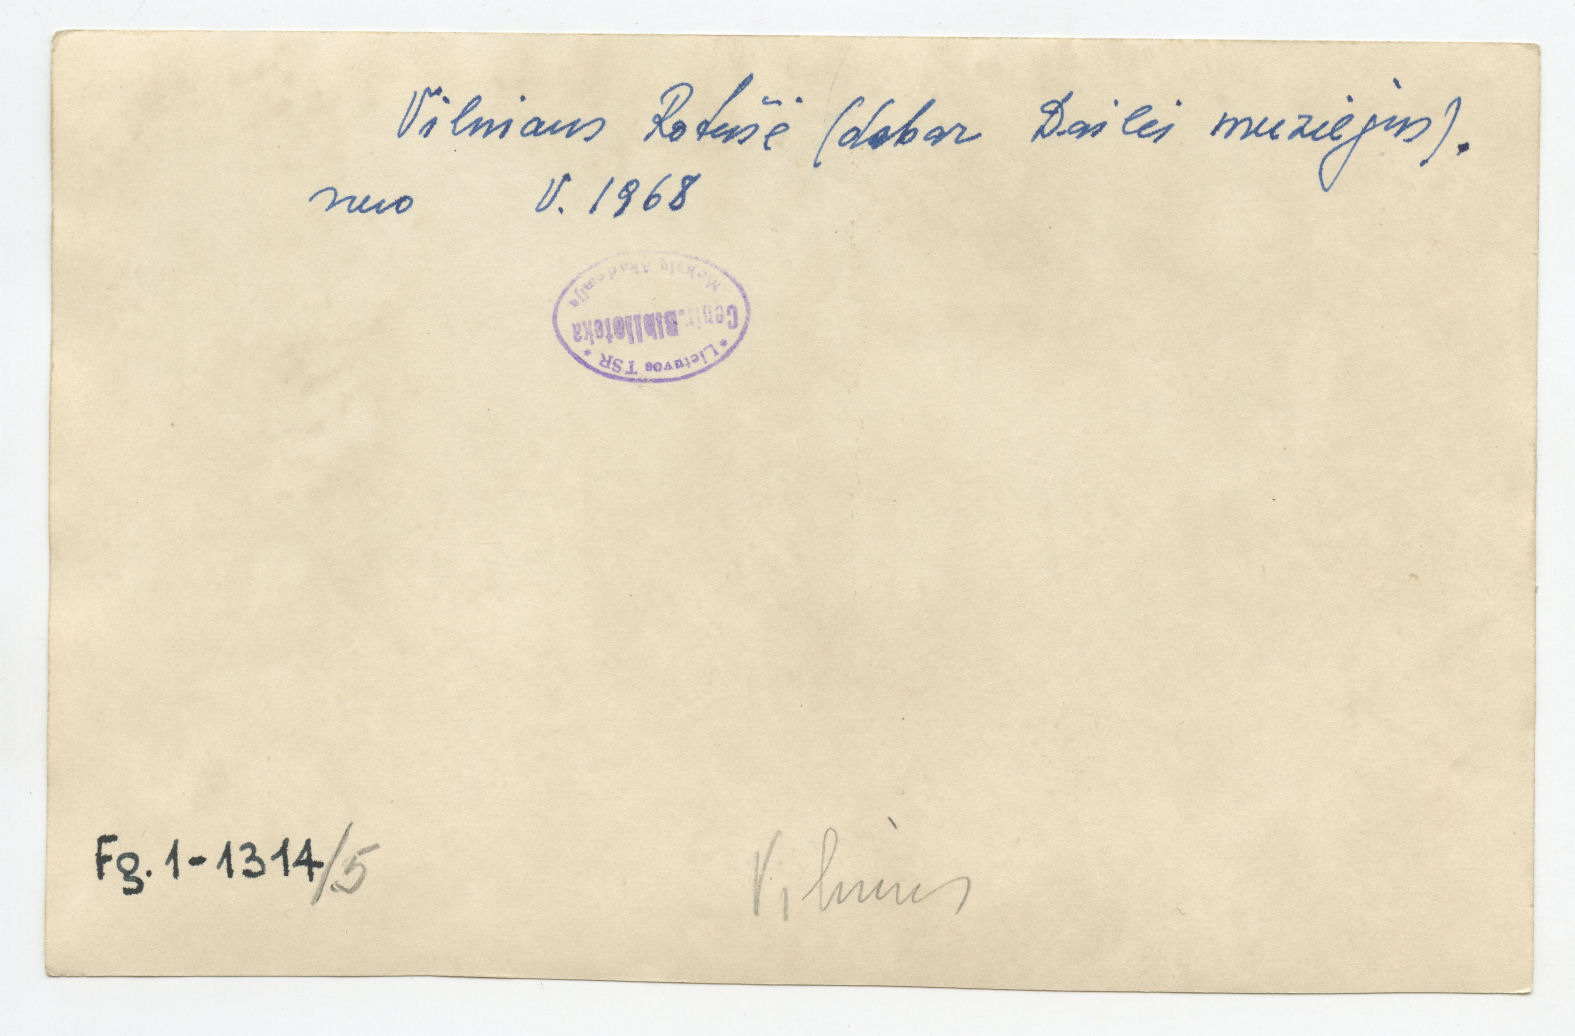 Vilniaus Rotušė (dabar Dailės muziejus).
nuo V. 1968
Mokslų Akademija
Centr. Biblioteka
* Lietuvos TSR *
Fg. 1-1314/5
Vilnius